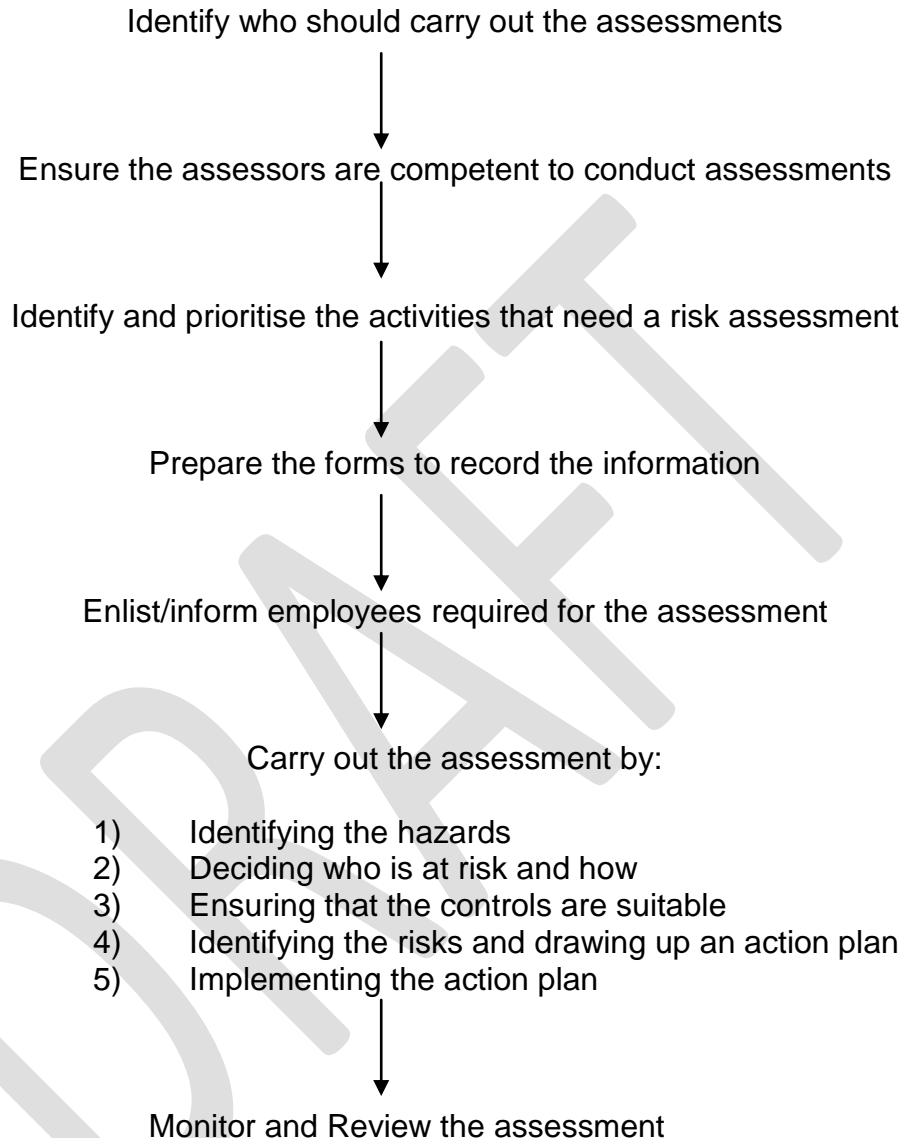 Identify who should carry out the assessments
Ensure the assessors are competent to conduct assessments
Identify and prioritise the activities that need a risk assessment
Prepare the forms to record the information
Enlist/inform employees required for the assessment
Carry out the assessment by:
1) Identifying the hazards
2) Deciding who is at risk and how
3) Ensuring that the controls are suitable
4) Identifying the risks and drawing up an action plan
5) Implementing the action plan
Monitor and Review the assessment
DRAFT